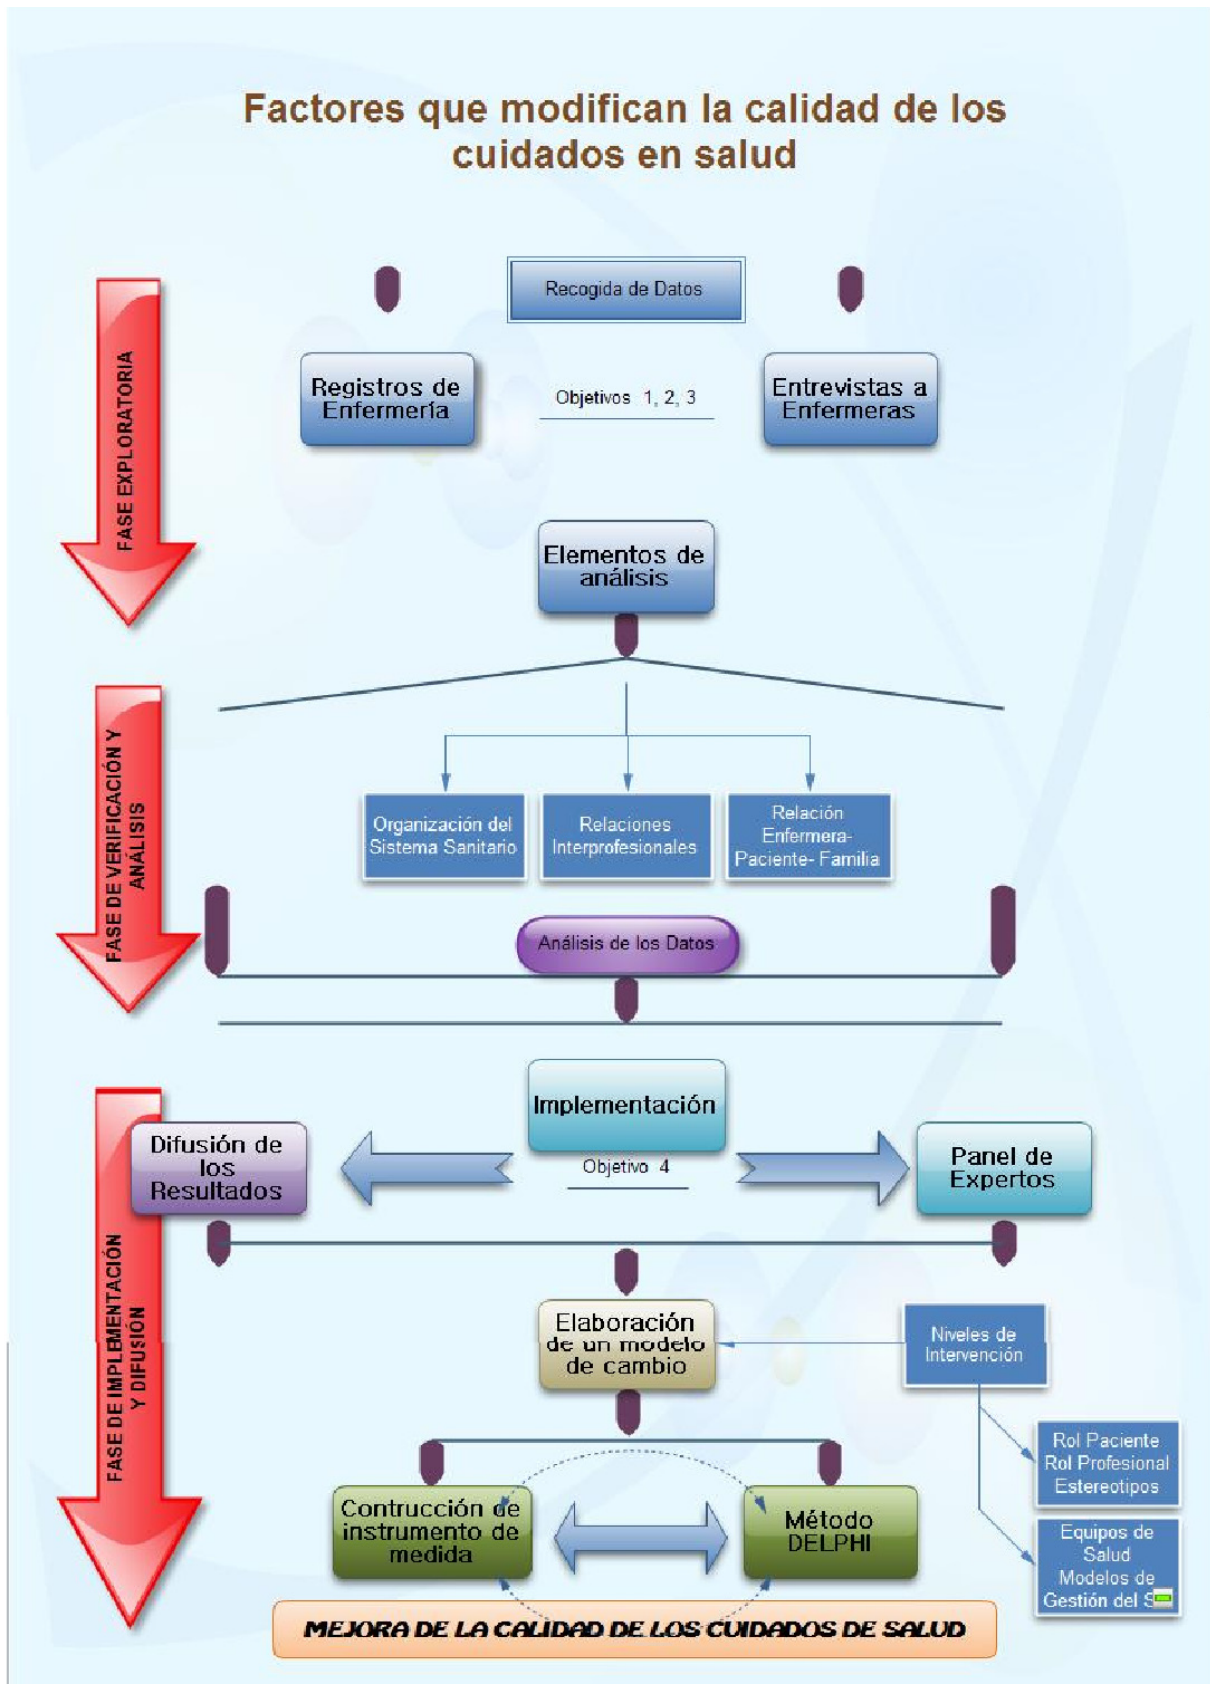 Factores que modifican la calidad de los
cuidados en salud
FASE EXPLORATORIA
Recogida de Datos
Registros de
Enfermería
Objetivos 1, 2, 3
Entrevistas a
Enfermeras
Elementos de
análisis
FASE DE VERIFICACIÓN Y
ANÁLISIS
Organización del
Sistema Sanitario
Relaciones
Interprofesionales
Relación
Enfermera-
Paciente- Familia
Análisis de los Datos
FASE DE IMPLEMENTACIÓN
Y DIFUSIÓN
Implementación
Objetivo 4
Difusión de
los
Resultados
Panel de
Expertos
Elaboración
de un modelo
de cambio
Niveles de
Intervención
Rol Paciente
Rol Profesional
Estereotipos
Equipos de
Salud
Modelos de
Gestión del
Contrucción de
instrumento de
medida
Método
DELPHI
MEJORA DE LA CALIDAD DE LOS CUIDADOS DE SALUD